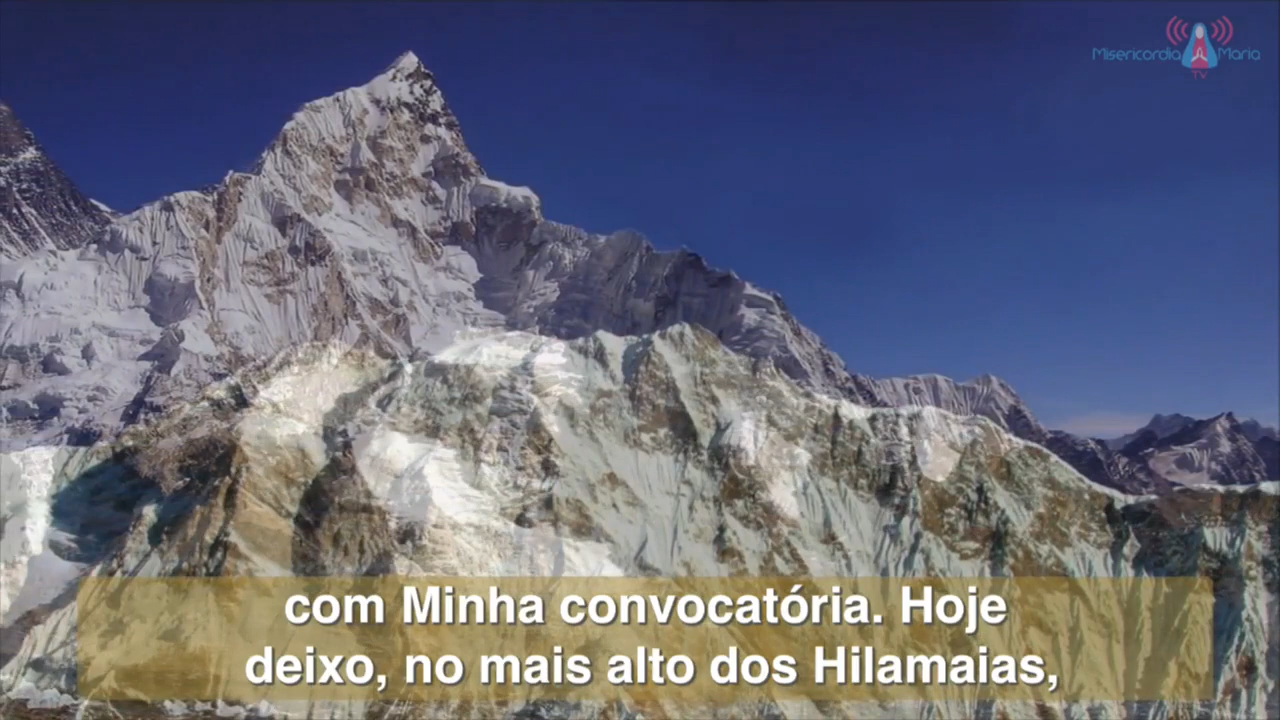 Misericordia Maria
TV
com Minha convocatória. Hoje
deixo, no mais alto dos Hilamaias,